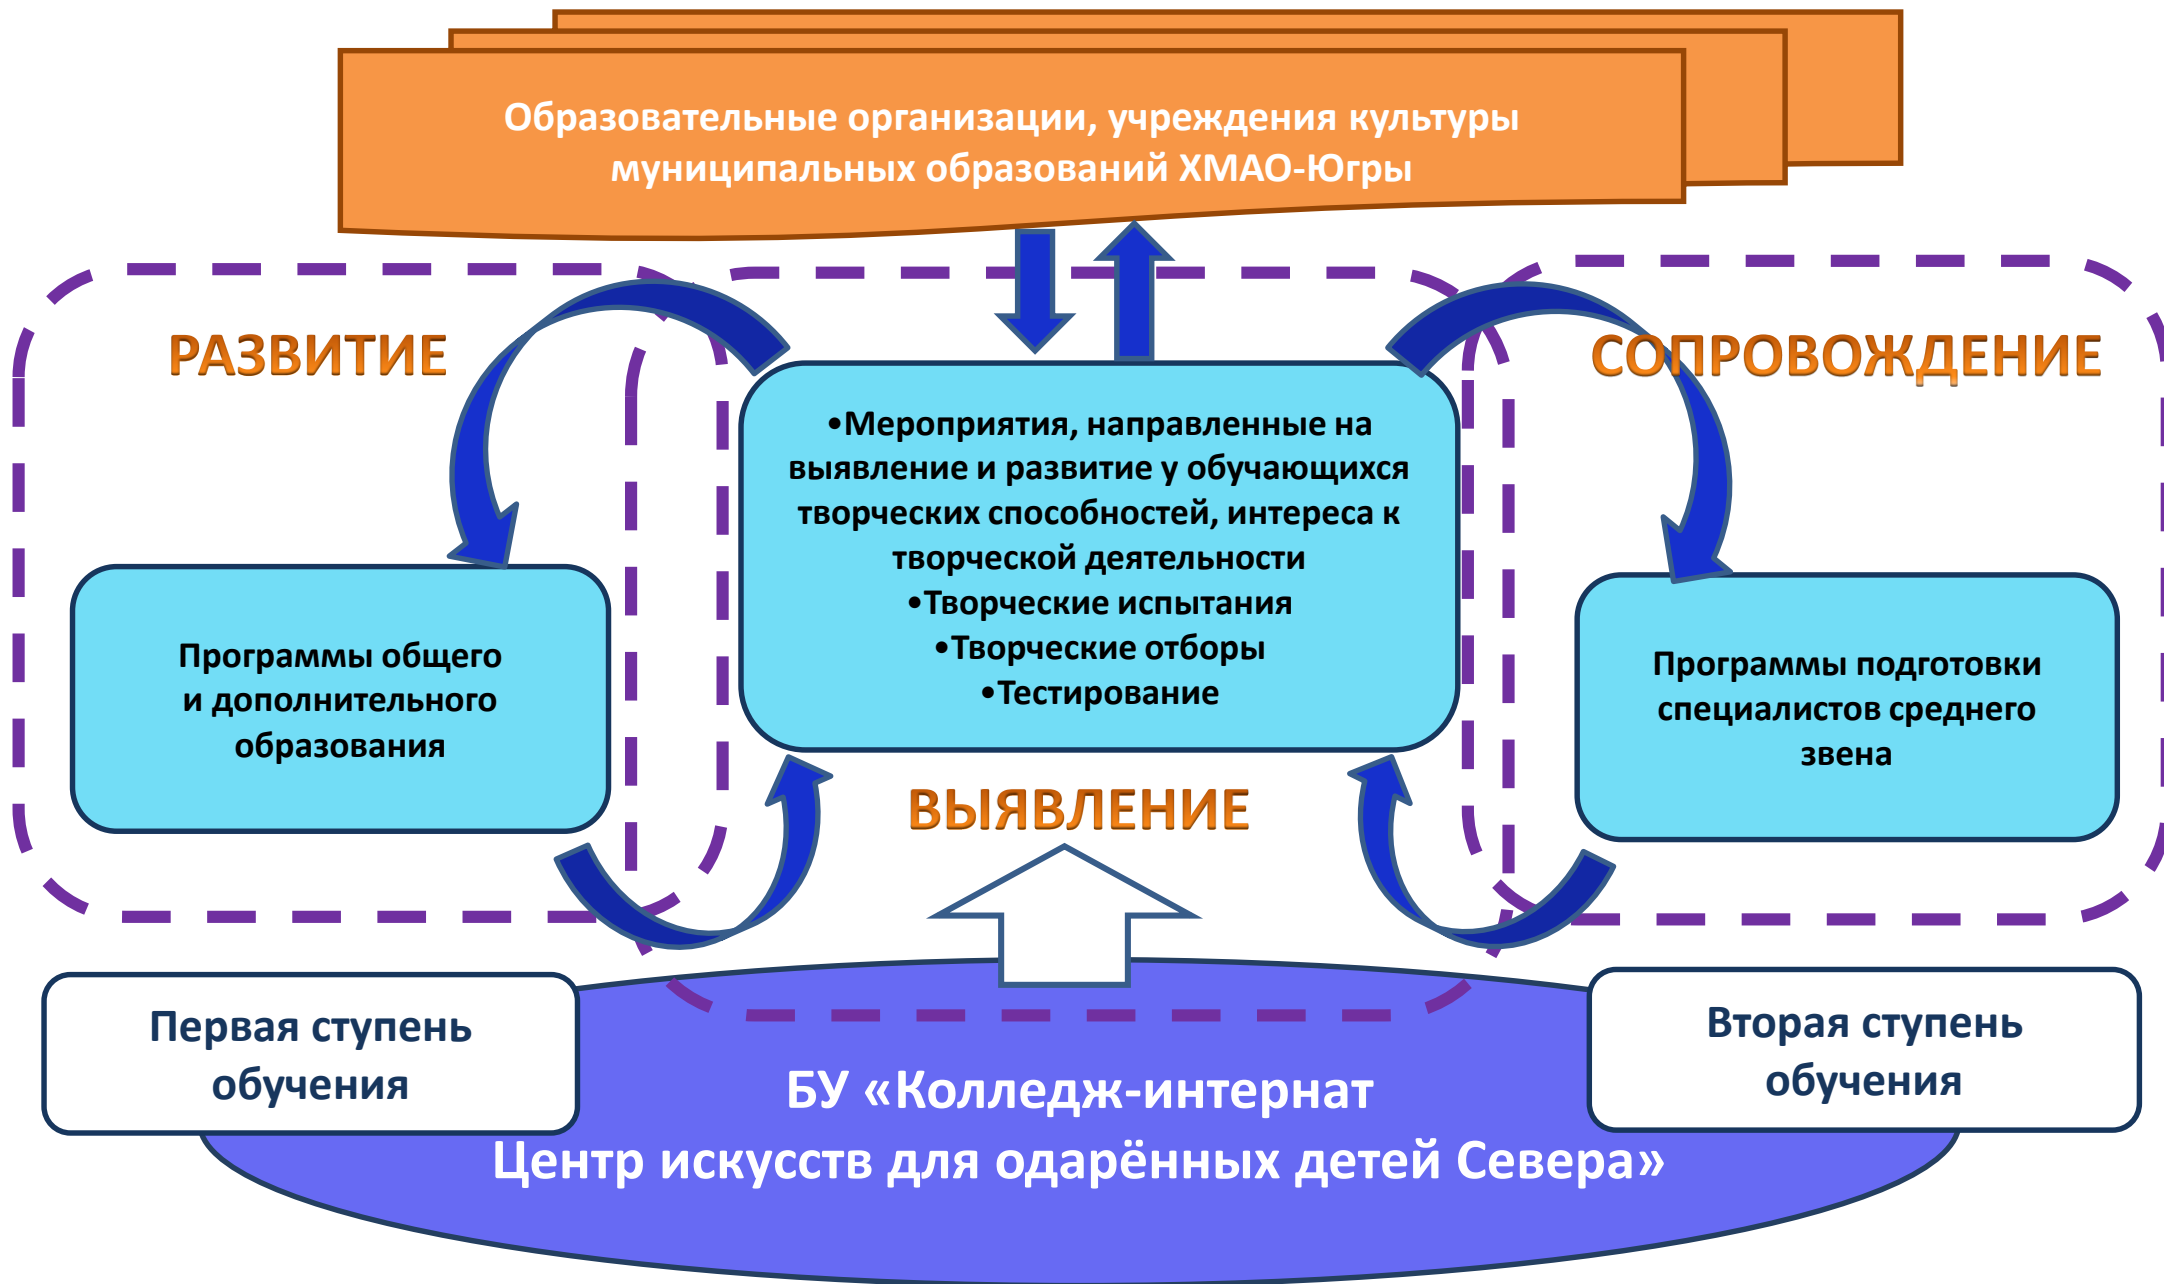 Образовательные организации, учреждения культуры
муниципальных образований ХМАО-Югры
РАЗВИТИЕ
СОПРОВОЖДЕНИЕ
•Мероприятия, направленные на
выявление и развитие у обучающихся
творческих способностей, интереса к
творческой деятельности
•Творческие испытания
•Творческие отборы
•Тестирование
Программы общего
и дополнительного
образования
Программы подготовки
специалистов среднего
звена
ВЫЯВЛЕНИЕ
Первая ступень
обучения
Вторая ступень
обучения
БУ «Колледж-интернат
Центр искусств для одарённых детей Севера»